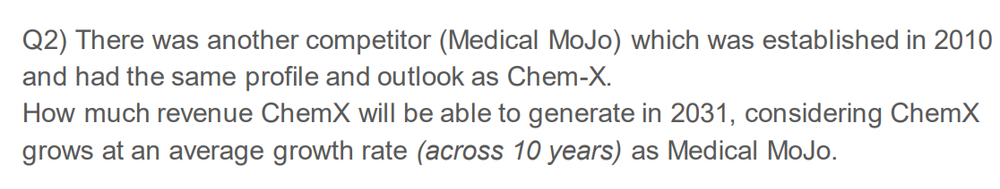 Q2) There was another competitor (Medical MoJo) which was established in 2010
and had the same profile and outlook as Chem-X.
How much revenue ChemX will be able to generate in 2031, considering ChemX
grows at an average growth rate (across 10 years) as Medical MoJo.